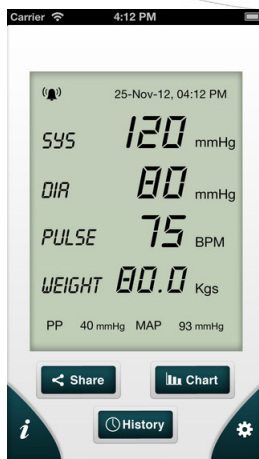 Carrier 4:12 PM
25-Nov-12, 04:12 PM
SYS 120 mmHg
DIA 80 mmHg
PULSE 75 BPM
WEIGHT 80.0 Kgs
PP 40 mmHg MAP 93 mmHg
Share Chart
i History